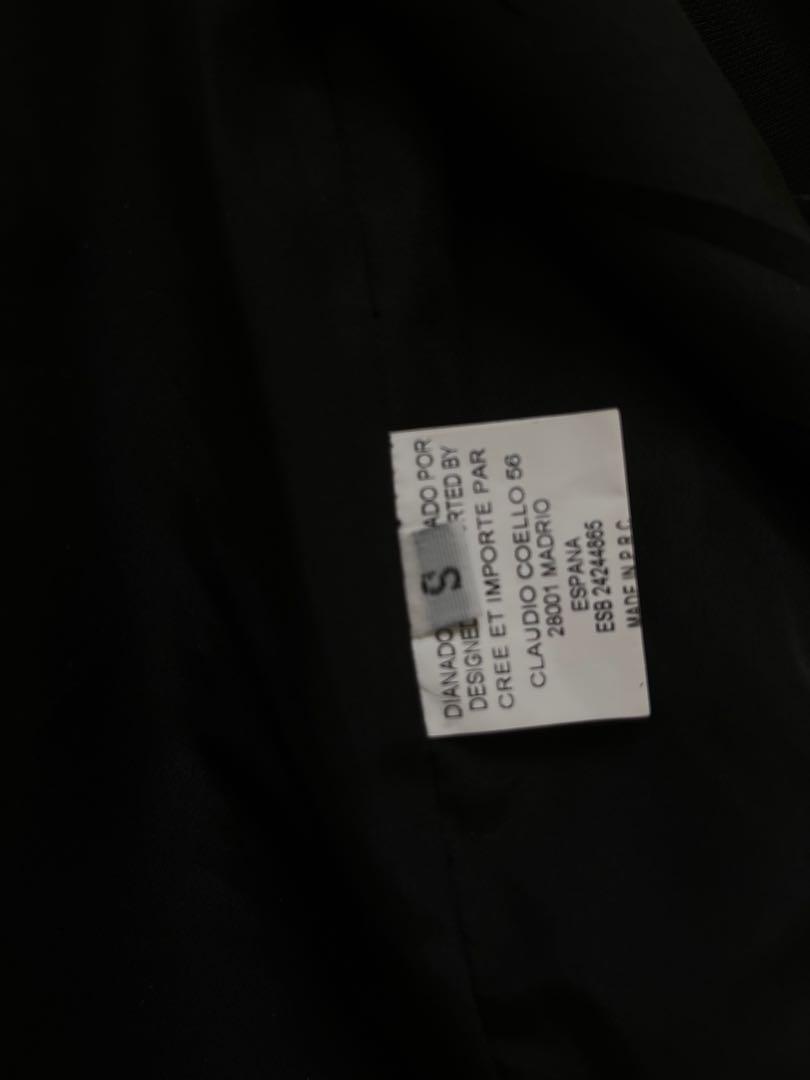 S
DIANADO ADO POR
DESIGNED RTED BY
CREE ET IMPORTE PAR
CLAUDIO COELLO 56
28001 MADRIO
ESPANA
ESB 24244865
MADE IN P.R.C.